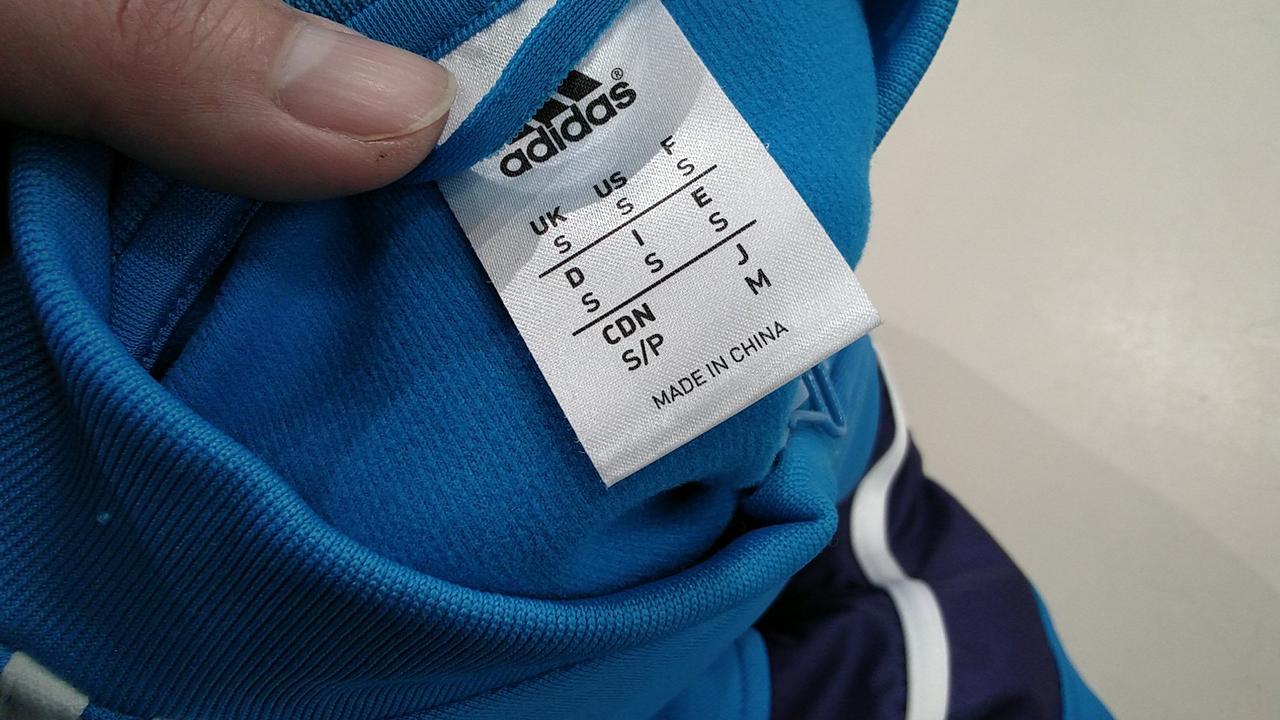 adidas®
UK US F
S S S
D I E
S S S
CDN J
S/P M
MADE IN CHINA